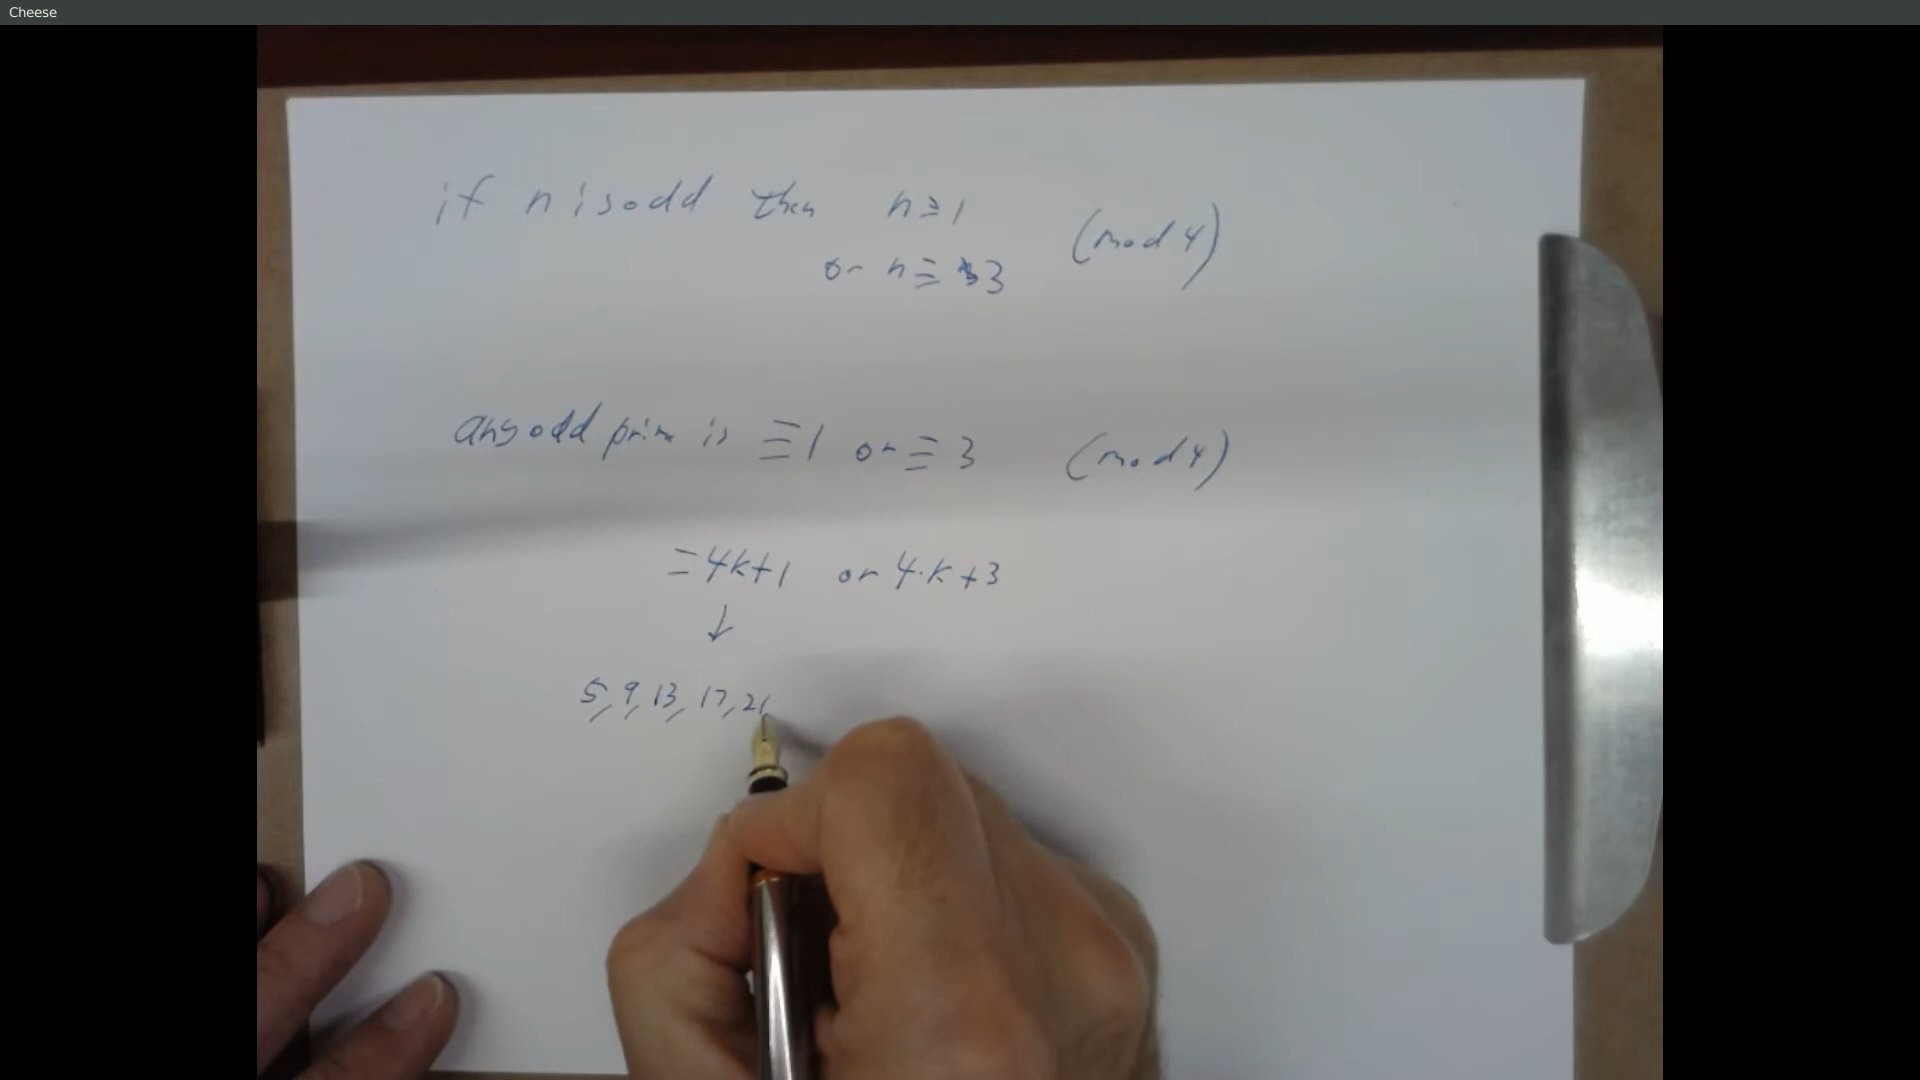 Cheese
if n is odd then n ≡ 1
or n ≡ 3 (mod 4)
any odd prime is ≡ 1 or ≡ 3 (mod 4)
= 4k+1 or 4·k+3
↓
5, 9, 13, 17, 21